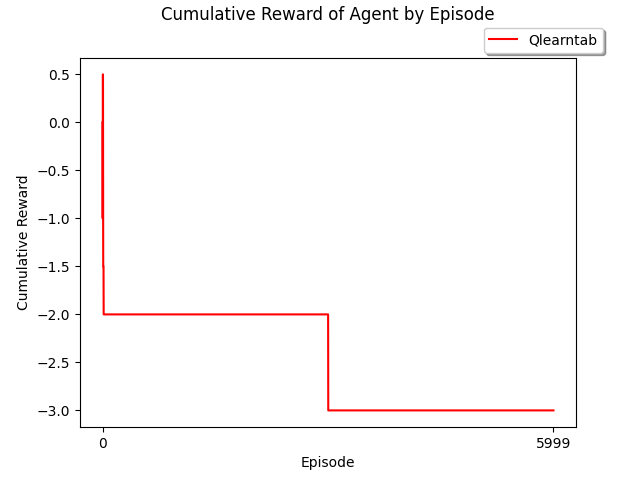 Cumulative Reward of Agent by Episode
Qlearntab
0.5
0.0
−0.5
−1.0
−1.5
−2.0
−2.5
−3.0
Cumulative Reward
0 5999
Episode